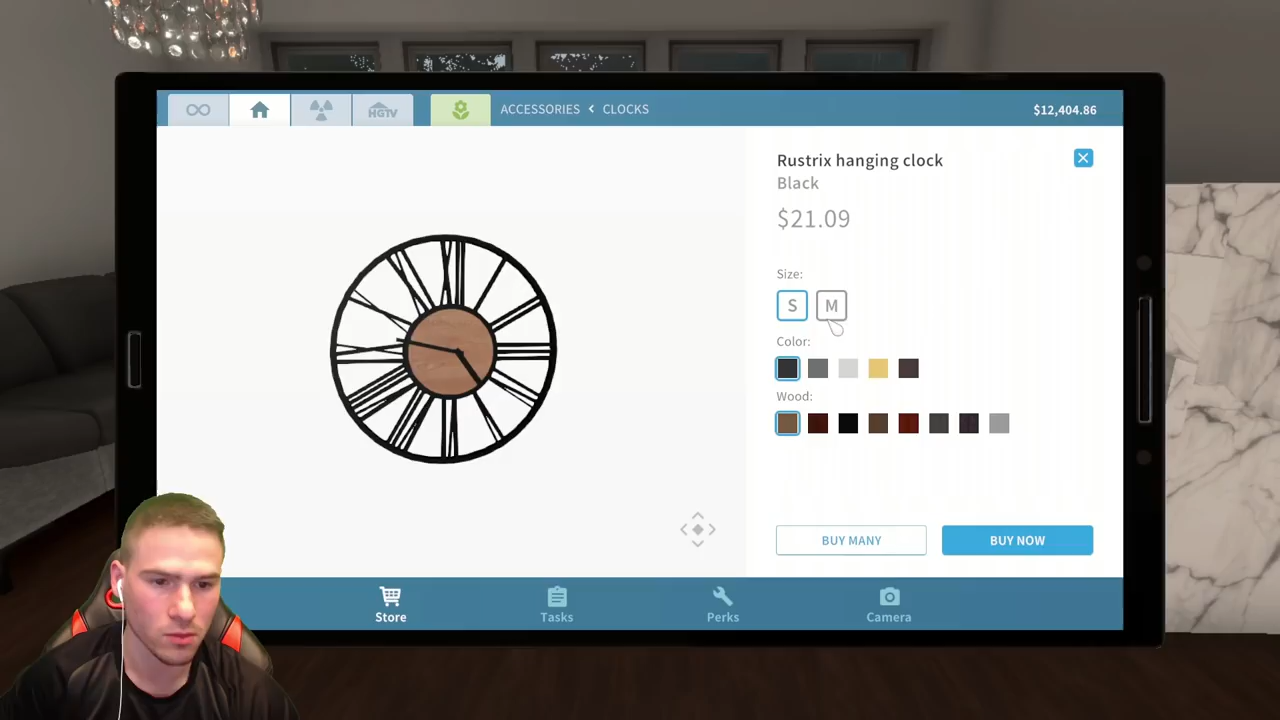 HGTV
ACCESSORIES < CLOCKS
$12,404.86
Rustrix hanging clock
Black
$21.09
Size:
S M
Color:
Wood:
BUY MANY
BUY NOW
Store
Tasks
Perks
Camera